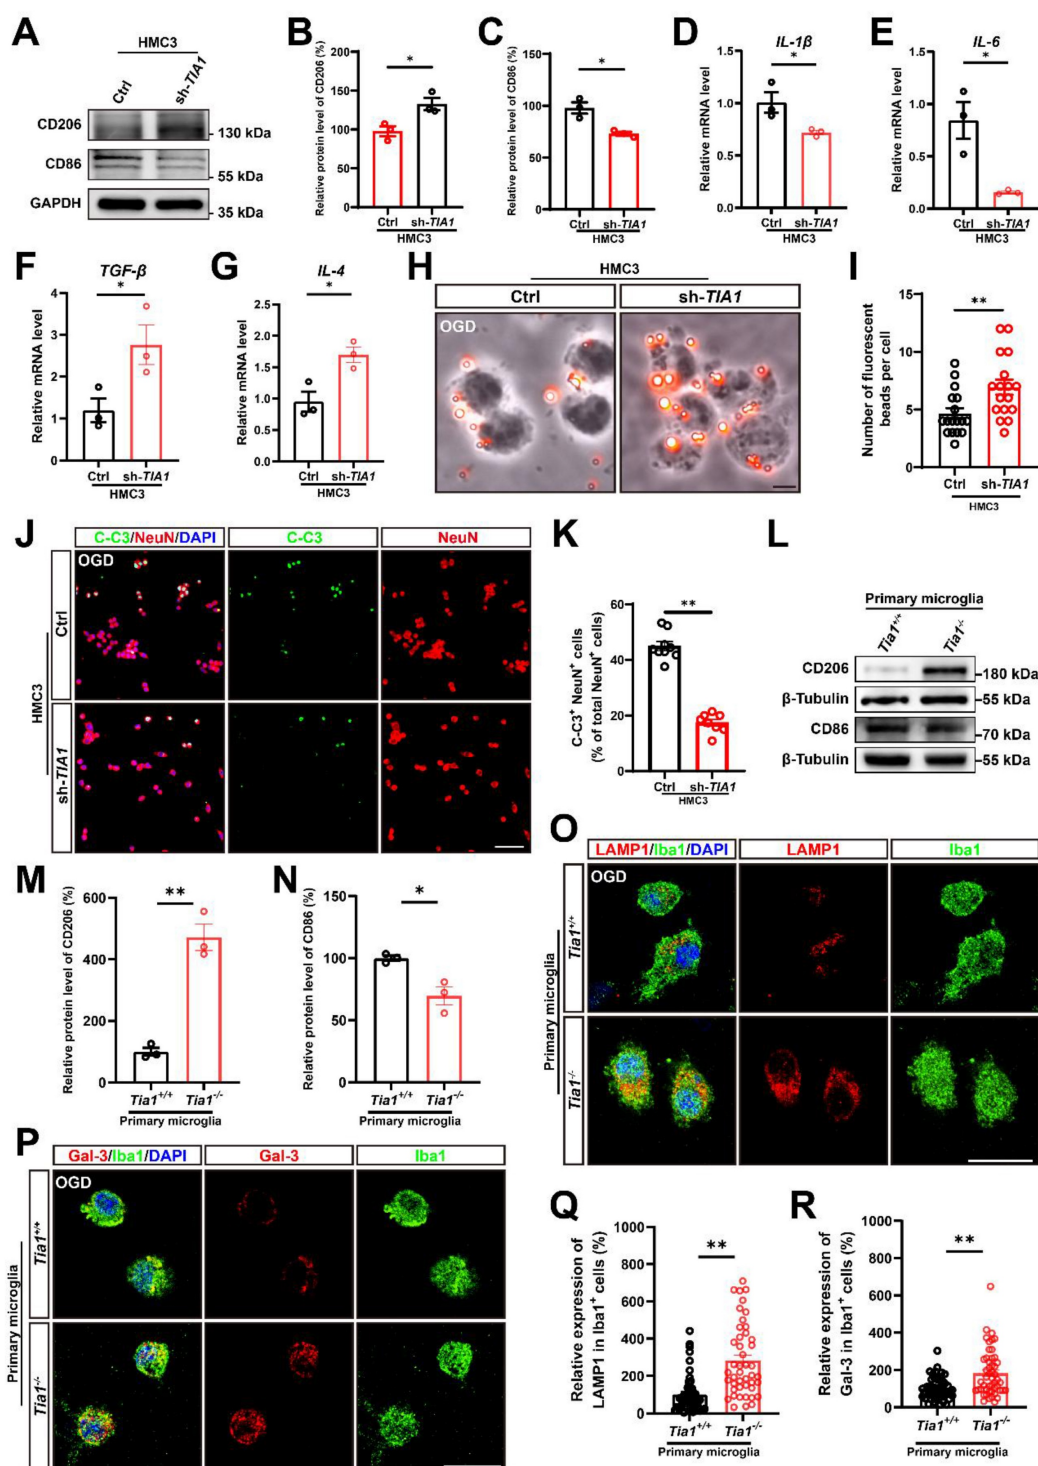 A
HMC3
Ctrl
sh-TIA1
CD206
130 kDa
CD86
55 kDa
GAPDH
35 kDa
B
Relative protein level of CD206 (%)
200
150
100
50
0
*
Ctrl sh-TIA1
HMC3
C
Relative protein level of CD86 (%)
150
100
50
0
*
Ctrl sh-TIA1
HMC3
D
IL-1β
Relative mRNA level
1.5
1.0
0.5
0.0
*
Ctrl sh-TIA1
HMC3
E
IL-6
Relative mRNA level
1.5
1.0
0.5
0.0
*
Ctrl sh-TIA1
HMC3
F
TGF-β
Relative mRNA level
4
3
2
1
0
*
Ctrl sh-TIA1
HMC3
G
IL-4
Relative mRNA level
2.5
2.0
1.5
1.0
0.5
0.0
*
Ctrl sh-TIA1
HMC3
H
HMC3
Ctrl
sh-TIA1
OGD
I
Number of fluorescent
beads per cell
15
10
5
0
**
Ctrl sh-TIA1
HMC3
J
C-C3/NeuN/DAPI
C-C3
NeuN
OGD
HMC3
Ctrl
sh-TIA1
K
C-C3+ NeuN+ cells
(% of total NeuN+ cells)
60
40
20
0
**
Ctrl sh-TIA1
HMC3
L
Primary microglia
Tia1+/+
Tia1-/-
CD206
180 kDa
β-Tubulin
55 kDa
CD86
70 kDa
β-Tubulin
55 kDa
M
Relative protein level of CD206 (%)
600
400
200
0
**
Tia1+/+ Tia1-/-
Primary microglia
N
Relative protein level of CD86 (%)
150
100
50
0
*
Tia1+/+ Tia1-/-
Primary microglia
O
LAMP1/Iba1/DAPI
LAMP1
Iba1
OGD
Primary microglia
Tia1+/+
Tia1-/-
P
Gal-3/Iba1/DAPI
Gal-3
Iba1
OGD
Primary microglia
Tia1+/+
Tia1-/-
Q
Relative expression of
LAMP1 in Iba1+ cells (%)
1000
800
600
400
200
0
**
Tia1+/+ Tia1-/-
Primary microglia
R
Relative expression of
Gal-3 in Iba1+ cells (%)
1000
800
600
400
200
0
**
Tia1+/+ Tia1-/-
Primary microglia